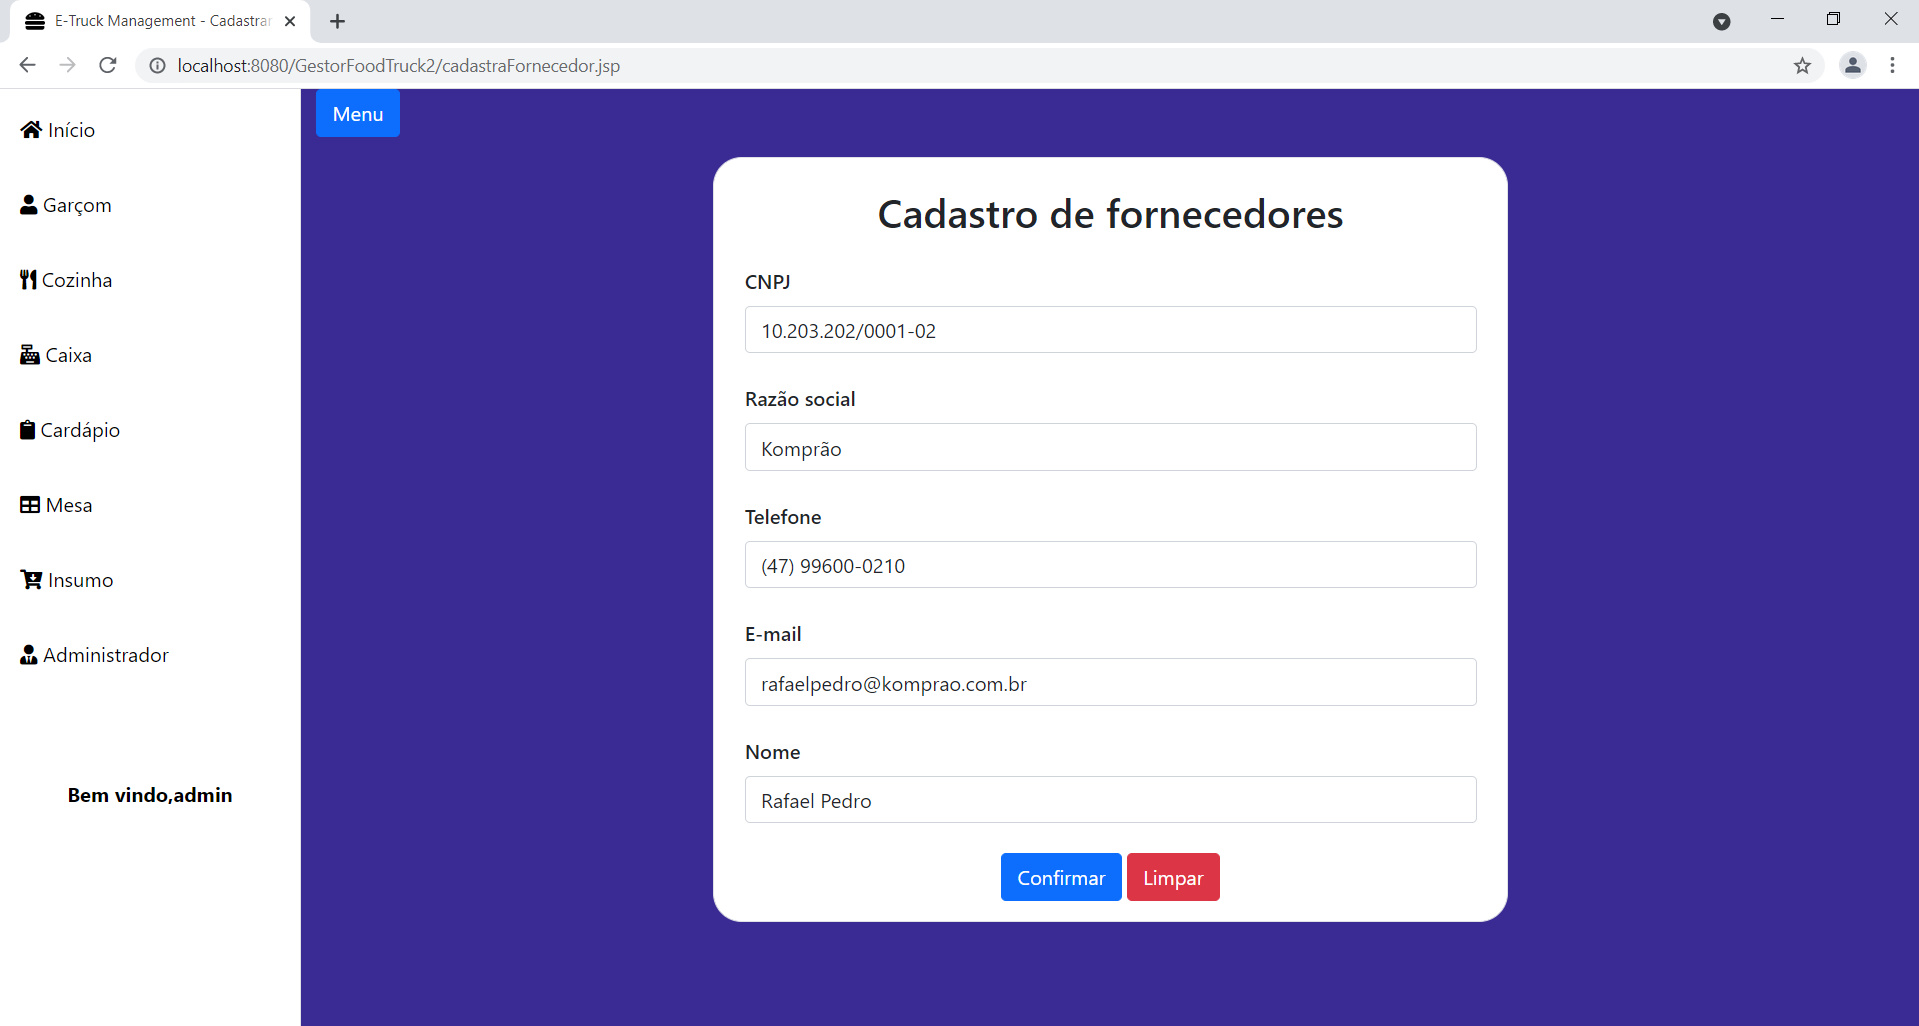 E-Truck Management - Cadastrar
localhost:8080/GestorFoodTruck2/cadastraFornecedor.jsp
Início
Garçom
Cozinha
Caixa
Cardápio
Mesa
Insumo
Administrador
Bem vindo,admin
Menu
Cadastro de fornecedores
CNPJ
10.203.202/0001-02
Razão social
Komprão
Telefone
(47) 99600-0210
E-mail
rafaelpedro@komprao.com.br
Nome
Rafael Pedro
Confirmar Limpar